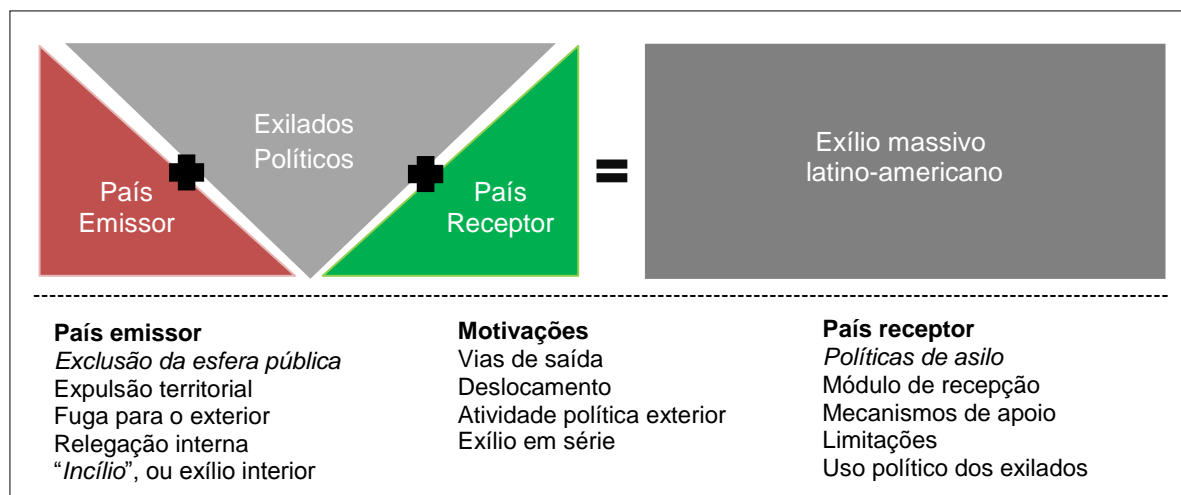 Exilados
Políticos
País
Emissor
País
Receptor
=
Exílio massivo
latino-americano
País emissor
Exclusão da esfera pública
Expulsão territorial
Fuga para o exterior
Relegação interna
“Incílio”, ou exílio interior
Motivações
Vias de saída
Deslocamento
Atividade política exterior
Exílio em série
País receptor
Políticas de asilo
Módulo de recepção
Mecanismos de apoio
Limitações
Uso político dos exilados